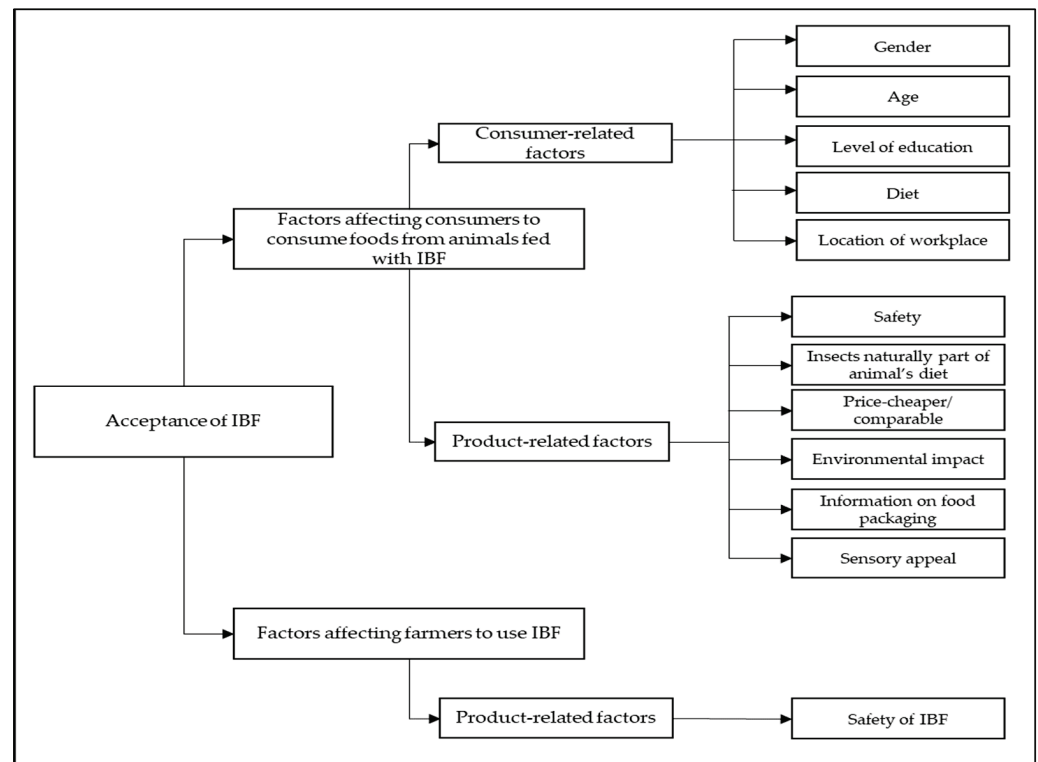 Gender
Age
Consumer-related
factors
Level of education
Diet
Factors affecting consumers to
consume foods from animals fed
with IBF
Location of workplace
Safety
Insects naturally part of
animal's diet
Price-cheaper/
comparable
Acceptance of IBF
Product-related factors
Environmental impact
Information on food
packaging
Sensory appeal
Factors affecting farmers to use IBF
Product-related factors
Safety of IBF